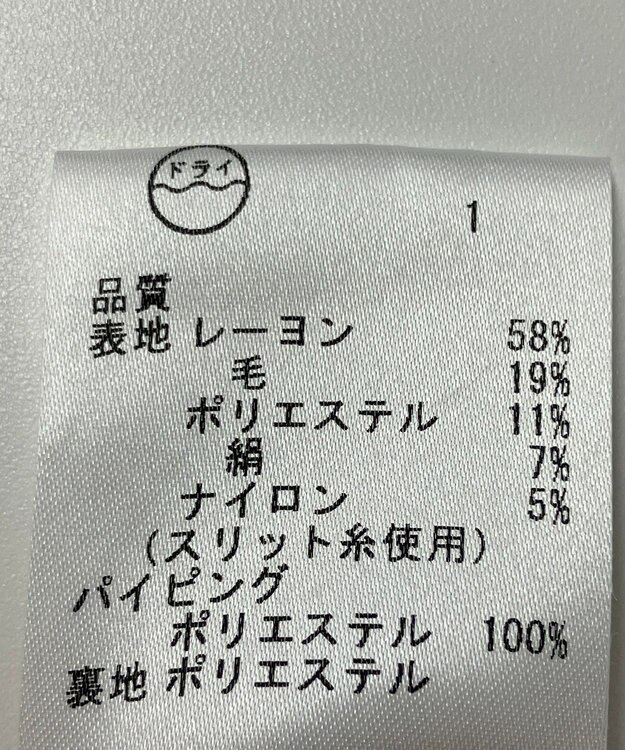 ドライ
1
品質
表地 レーヨン 58%
毛 19%
ポリエステル 11%
絹 7%
ナイロン 5%
(スリット糸使用)
パイピング
ポリエステル 100%
裏地 ポリエステル